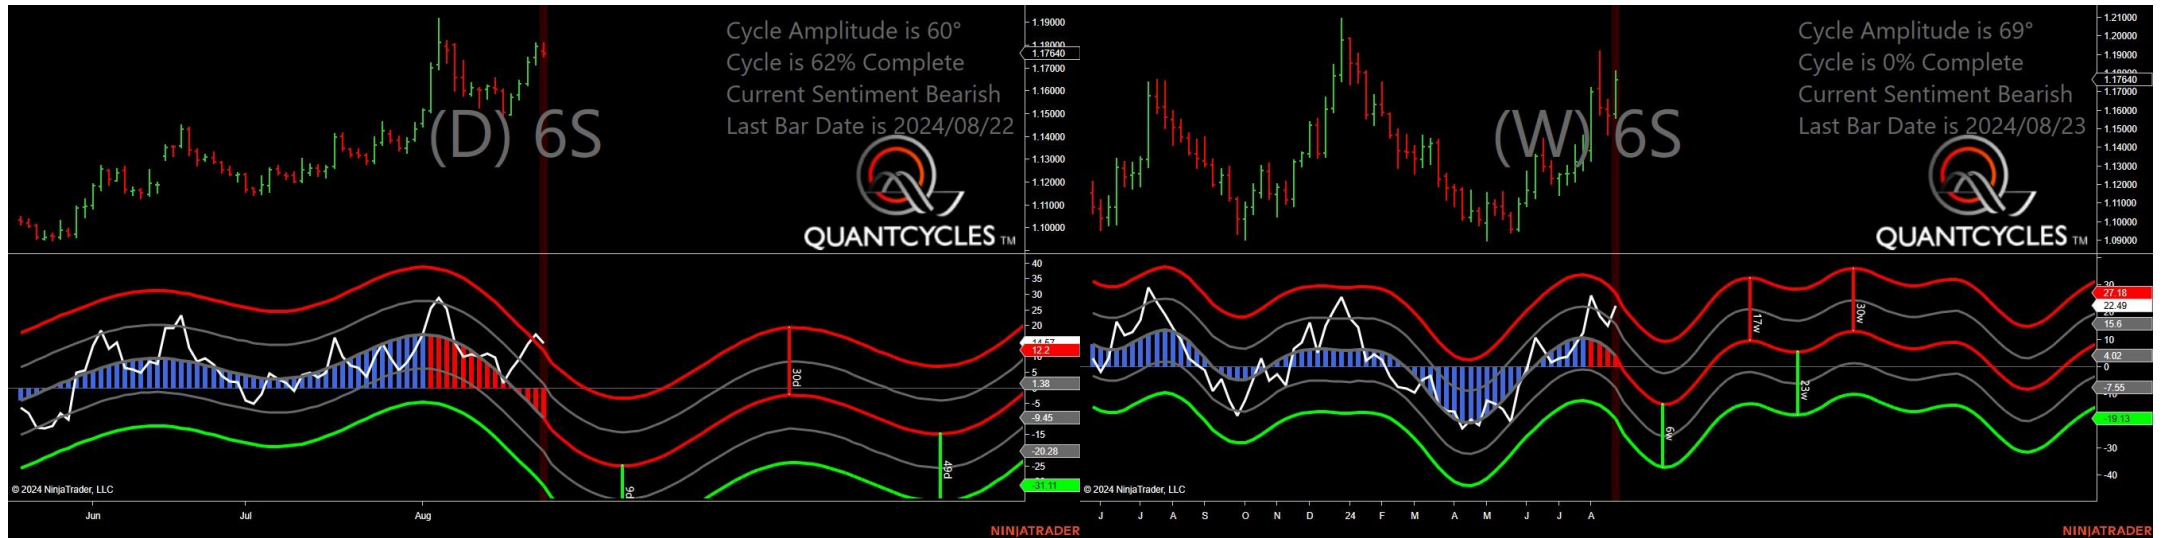 Cycle Amplitude is 60°
Cycle is 62% Complete
Current Sentiment Bearish
Last Bar Date is 2024/08/22
(D) 6S
QUANTCYCLES TM
1.19000
1.18000
1.17640
1.17000
1.16000
1.15000
1.14000
1.13000
1.12000
1.11000
1.10000
40
35
30
25
20
14.67
12.2
10
5
1.38
-5
-9.45
-15
-20.28
-25
-31.11
9d
30d
49d
© 2024 NinjaTrader, LLC
Jun Jul Aug
NINJATRADER
Cycle Amplitude is 69°
Cycle is 0% Complete
Current Sentiment Bearish
Last Bar Date is 2024/08/23
(W) 6S
QUANTCYCLES TM
1.21000
1.20000
1.19000
1.17640
1.17000
1.16000
1.15000
1.14000
1.13000
1.12000
1.11000
1.10000
1.09000
30
27.18
22.49
20
15.6
10
4.02
0
-7.55
-10
-19.13
-30
-40
6w
17w
23w
30w
© 2024 NinjaTrader, LLC
J J A S O N D 24 F M A M J J A
NINJATRADER